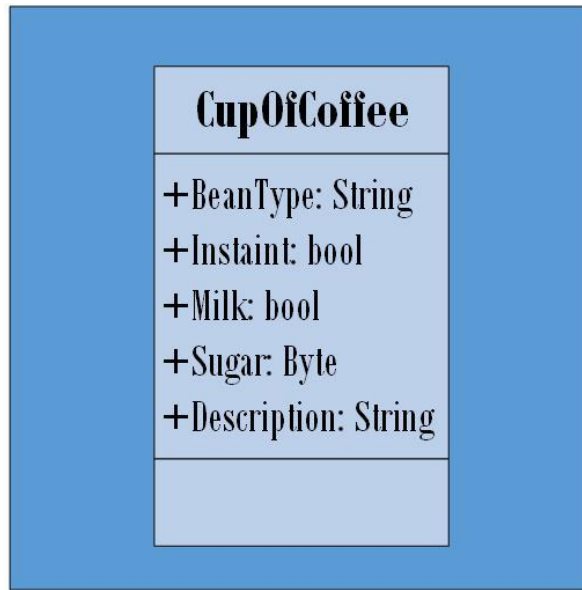 CupOfCoffee
+BeanType: String
+Instaint: bool
+Milk: bool
+Sugar: Byte
+Description: String